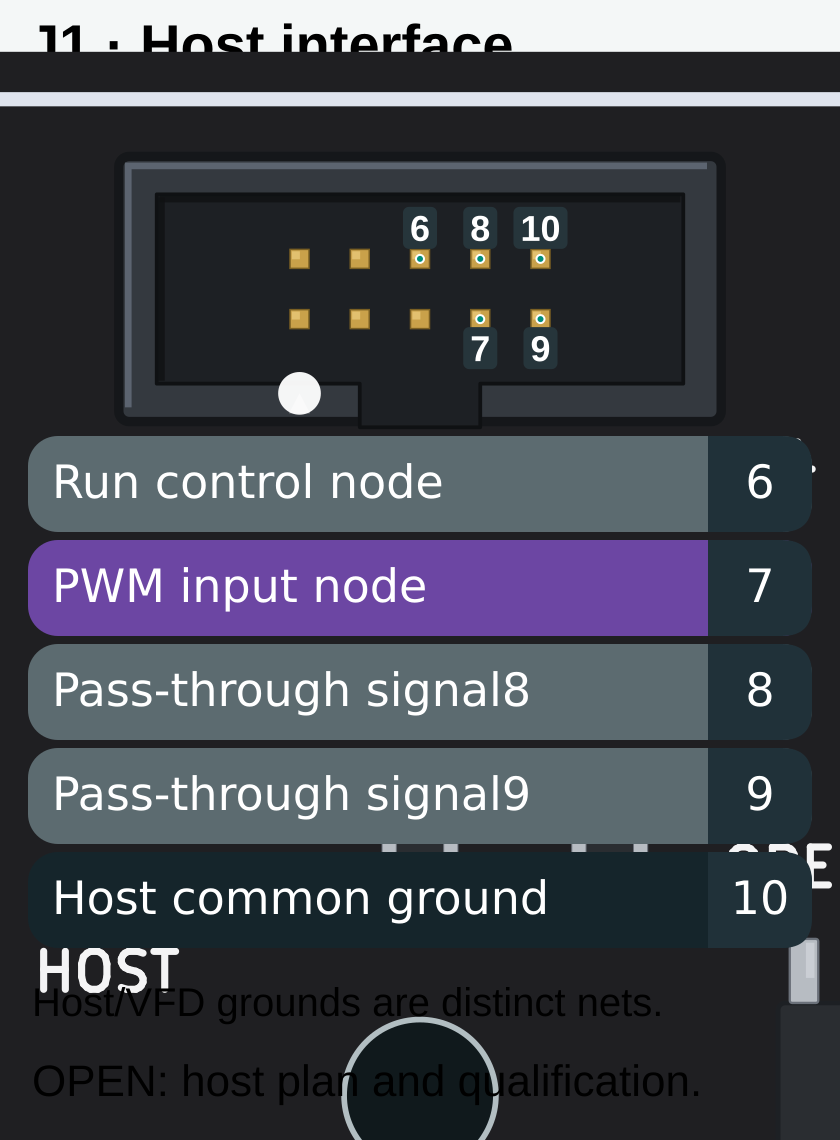 J1 · Host interface
6 8 10
7 9
Run control node 6
PWM input node 7
Pass-through signal8 8
Pass-through signal9 9
Host common ground 10
HOST
Host/VFD grounds are distinct nets.
OPEN: host plan and qualification.